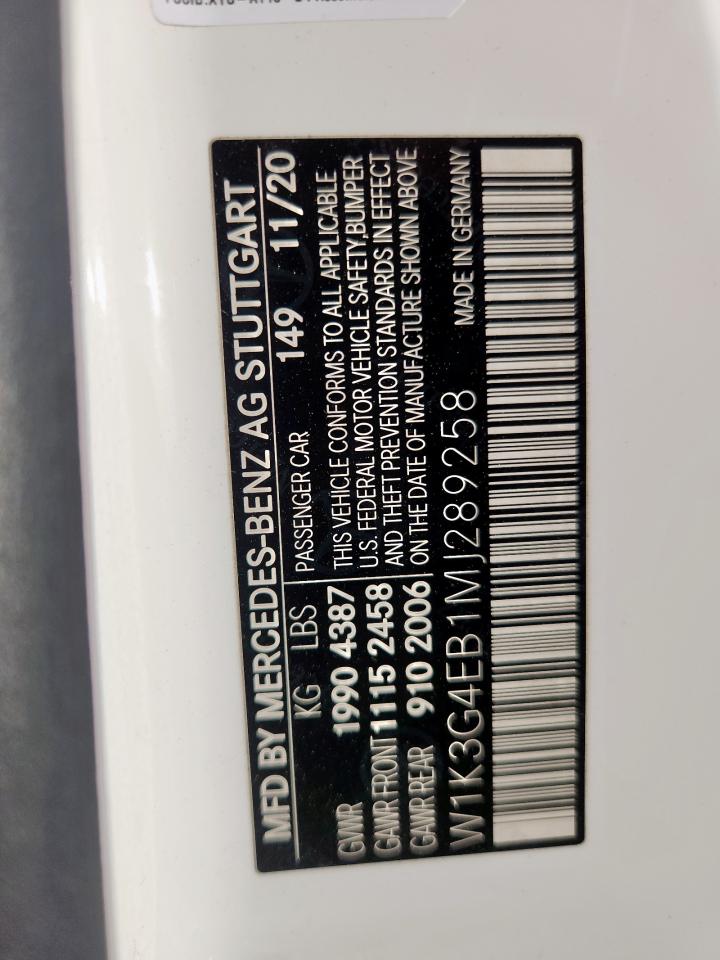 MFD BY MERCEDES-BENZ AG STUTTGART
KG LBS PASSENGER CAR 149 11/20
GVWR 1990 4387 THIS VEHICLE CONFORMS TO ALL APPLICABLE
GAWR FRONT 1115 2458 U.S. FEDERAL MOTOR VEHICLE SAFETY,BUMPER
AND THEFT PREVENTION STANDARDS IN EFFECT
GAWR REAR 910 2006 ON THE DATE OF MANUFACTURE SHOWN ABOVE
W1K3G4EB1MJ289258 MADE IN GERMANY